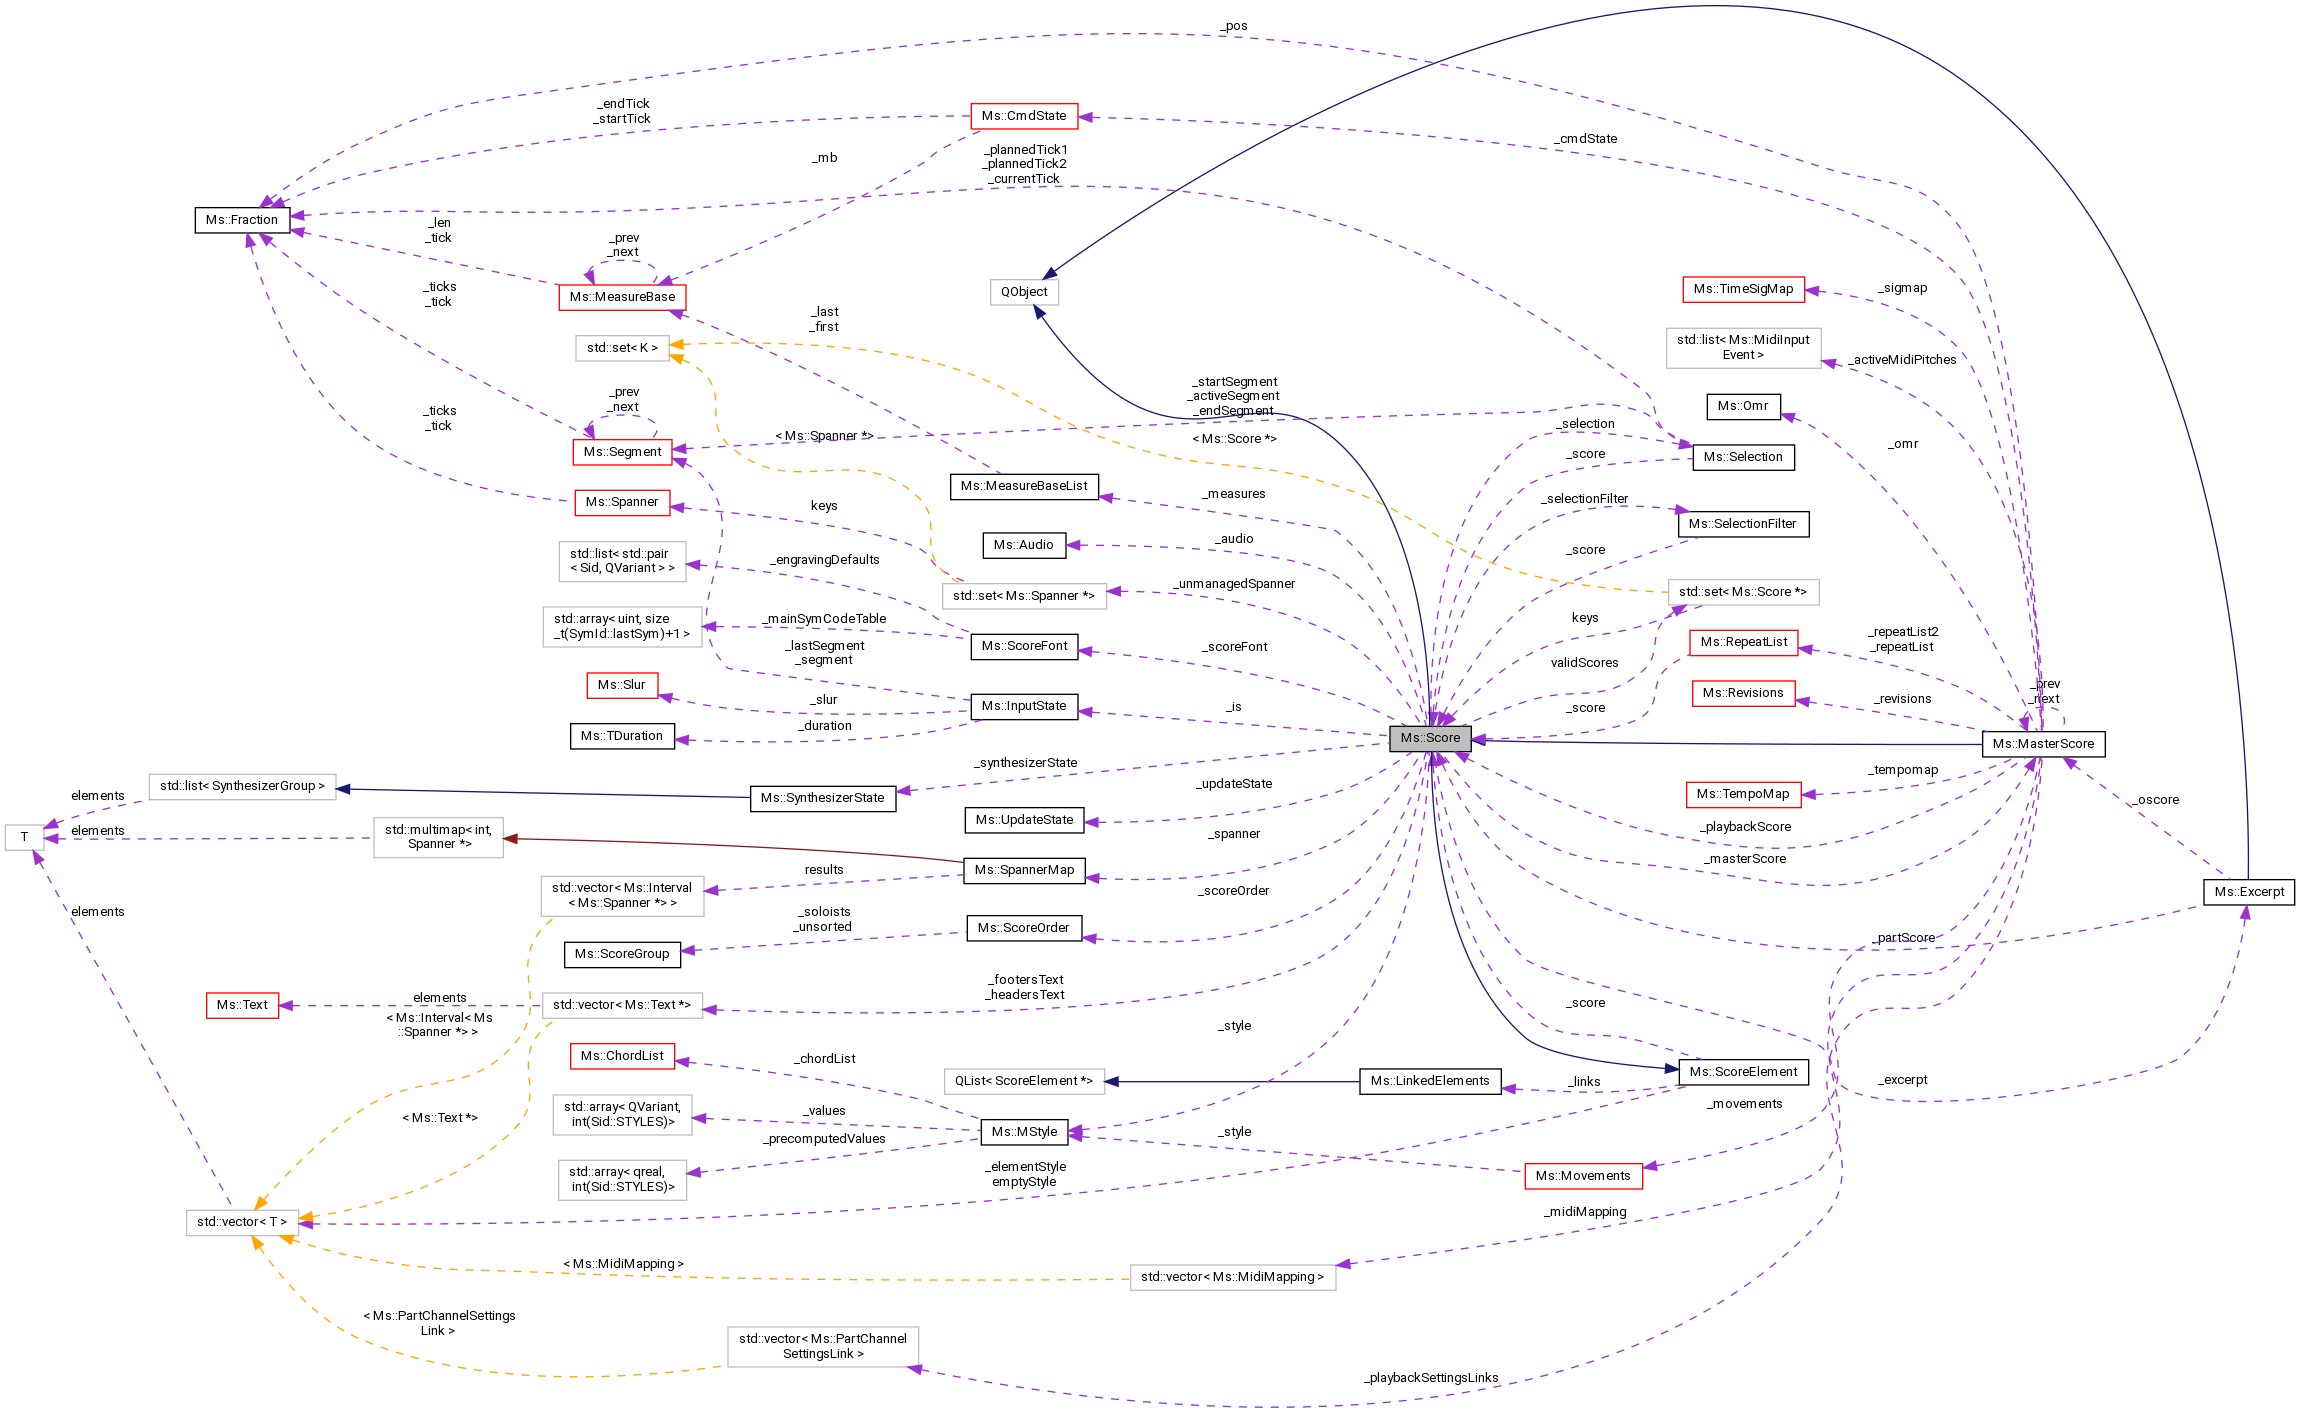 _pos
_endTick
_startTick
Ms::CmdState
_cmdState
_mb
_plannedTick1
_plannedTick2
_currentTick
Ms::Fraction
_len
_tick
_prev
_next
Ms::MeasureBase
_ticks
_tick
QObject
Ms::TimeSigMap
_sigmap
_last
_first
std::set< K >
std::list< Ms::MidiInput
Event >
_activeMidiPitches
_startSegment
_activeSegment
_endSegment
_prev
_next
Ms::Omr
_ticks
_tick
_selection
< Ms::Spanner *>
< Ms::Score *>
_omr
Ms::Segment
_score
Ms::Selection
Ms::MeasureBaseList
_measures
Ms::Spanner
keys
_selectionFilter
Ms::SelectionFilter
Ms::Audio
_audio
_score
std::list< std::pair
< Sid, QVariant > >
_engravingDefaults
_unmanagedSpanner
std::set< Ms::Spanner *>
std::set< Ms::Score *>
std::array< uint, size
_t(SymId::lastSym)+1 >
_mainSymCodeTable
keys
_repeatList2
_repeatList
Ms::ScoreFont
_scoreFont
Ms::RepeatList
_lastSegment
_segment
validScores
Ms::Slur
_slur
Ms::InputState
_is
_score
Ms::Revisions
_revisions
_prev
_next
_duration
Ms::TDuration
Ms::Score
Ms::MasterScore
_synthesizerState
_tempomap
std::list< SynthesizerGroup >
elements
Ms::SynthesizerState
_updateState
Ms::TempoMap
_oscore
Ms::UpdateState
T
elements
std::multimap< int,
Spanner *>
_spanner
_playbackScore
Ms::SpannerMap
results
_masterScore
std::vector< Ms::Interval
< Ms::Spanner *> >
_scoreOrder
Ms::Excerpt
elements
_soloists
_unsorted
Ms::ScoreOrder
_partScore
Ms::ScoreGroup
_footersText
_headersText
Ms::Text
elements
std::vector< Ms::Text *>
_score
< Ms::Interval< Ms
::Spanner *> >
_style
Ms::ChordList
_chordList
Ms::ScoreElement
QList< ScoreElement *>
Ms::LinkedElements
_links
_excerpt
std::array< QVariant,
int(Sid::STYLES)>
_values
_movements
< Ms::Text *>
Ms::MStyle
_style
_precomputedValues
std::array< qreal,
int(Sid::STYLES)>
_elementStyle
emptyStyle
Ms::Movements
std::vector< T >
_midiMapping
< Ms::MidiMapping >
std::vector< Ms::MidiMapping >
< Ms::PartChannelSettings
Link >
std::vector< Ms::PartChannel
SettingsLink >
_playbackSettingsLinks